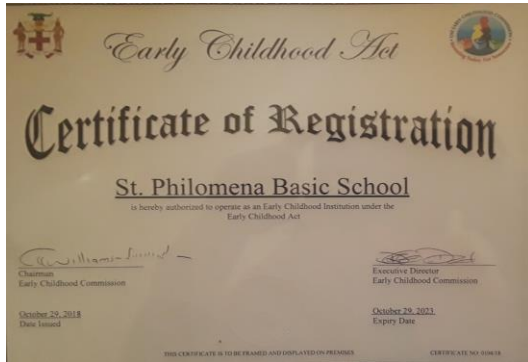 Early Childhood Act
Certificate of Registration
St. Philomena Basic School
is hereby authorized to operate as an Early Childhood Institution under the
Early Childhood Act
Chairman
Early Childhood Commission
Executive Director
Early Childhood Commission
October 29, 2018
Date Issued
October 29, 2023
Expiry Date
THIS CERTIFICATE IS TO BE FRAMED AND DISPLAYED ON PREMISES
CERTIFICATE NO.